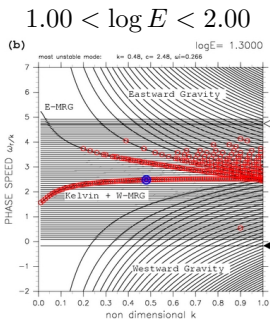 1.00 < log E < 2.00
(b) logE= 1.3000
most unstable mode: k= 0.48, c= 2.48, ωi=0.266
7
6
5
4
3
2
1
0
−1
−2
PHASE SPEED ωr/k
Eastward Gravity
E-MRG
Kelvin + W-MRG
Westward Gravity
0.0 0.1 0.2 0.3 0.4 0.5 0.6 0.7 0.8 0.9 1.0
non dimensional k